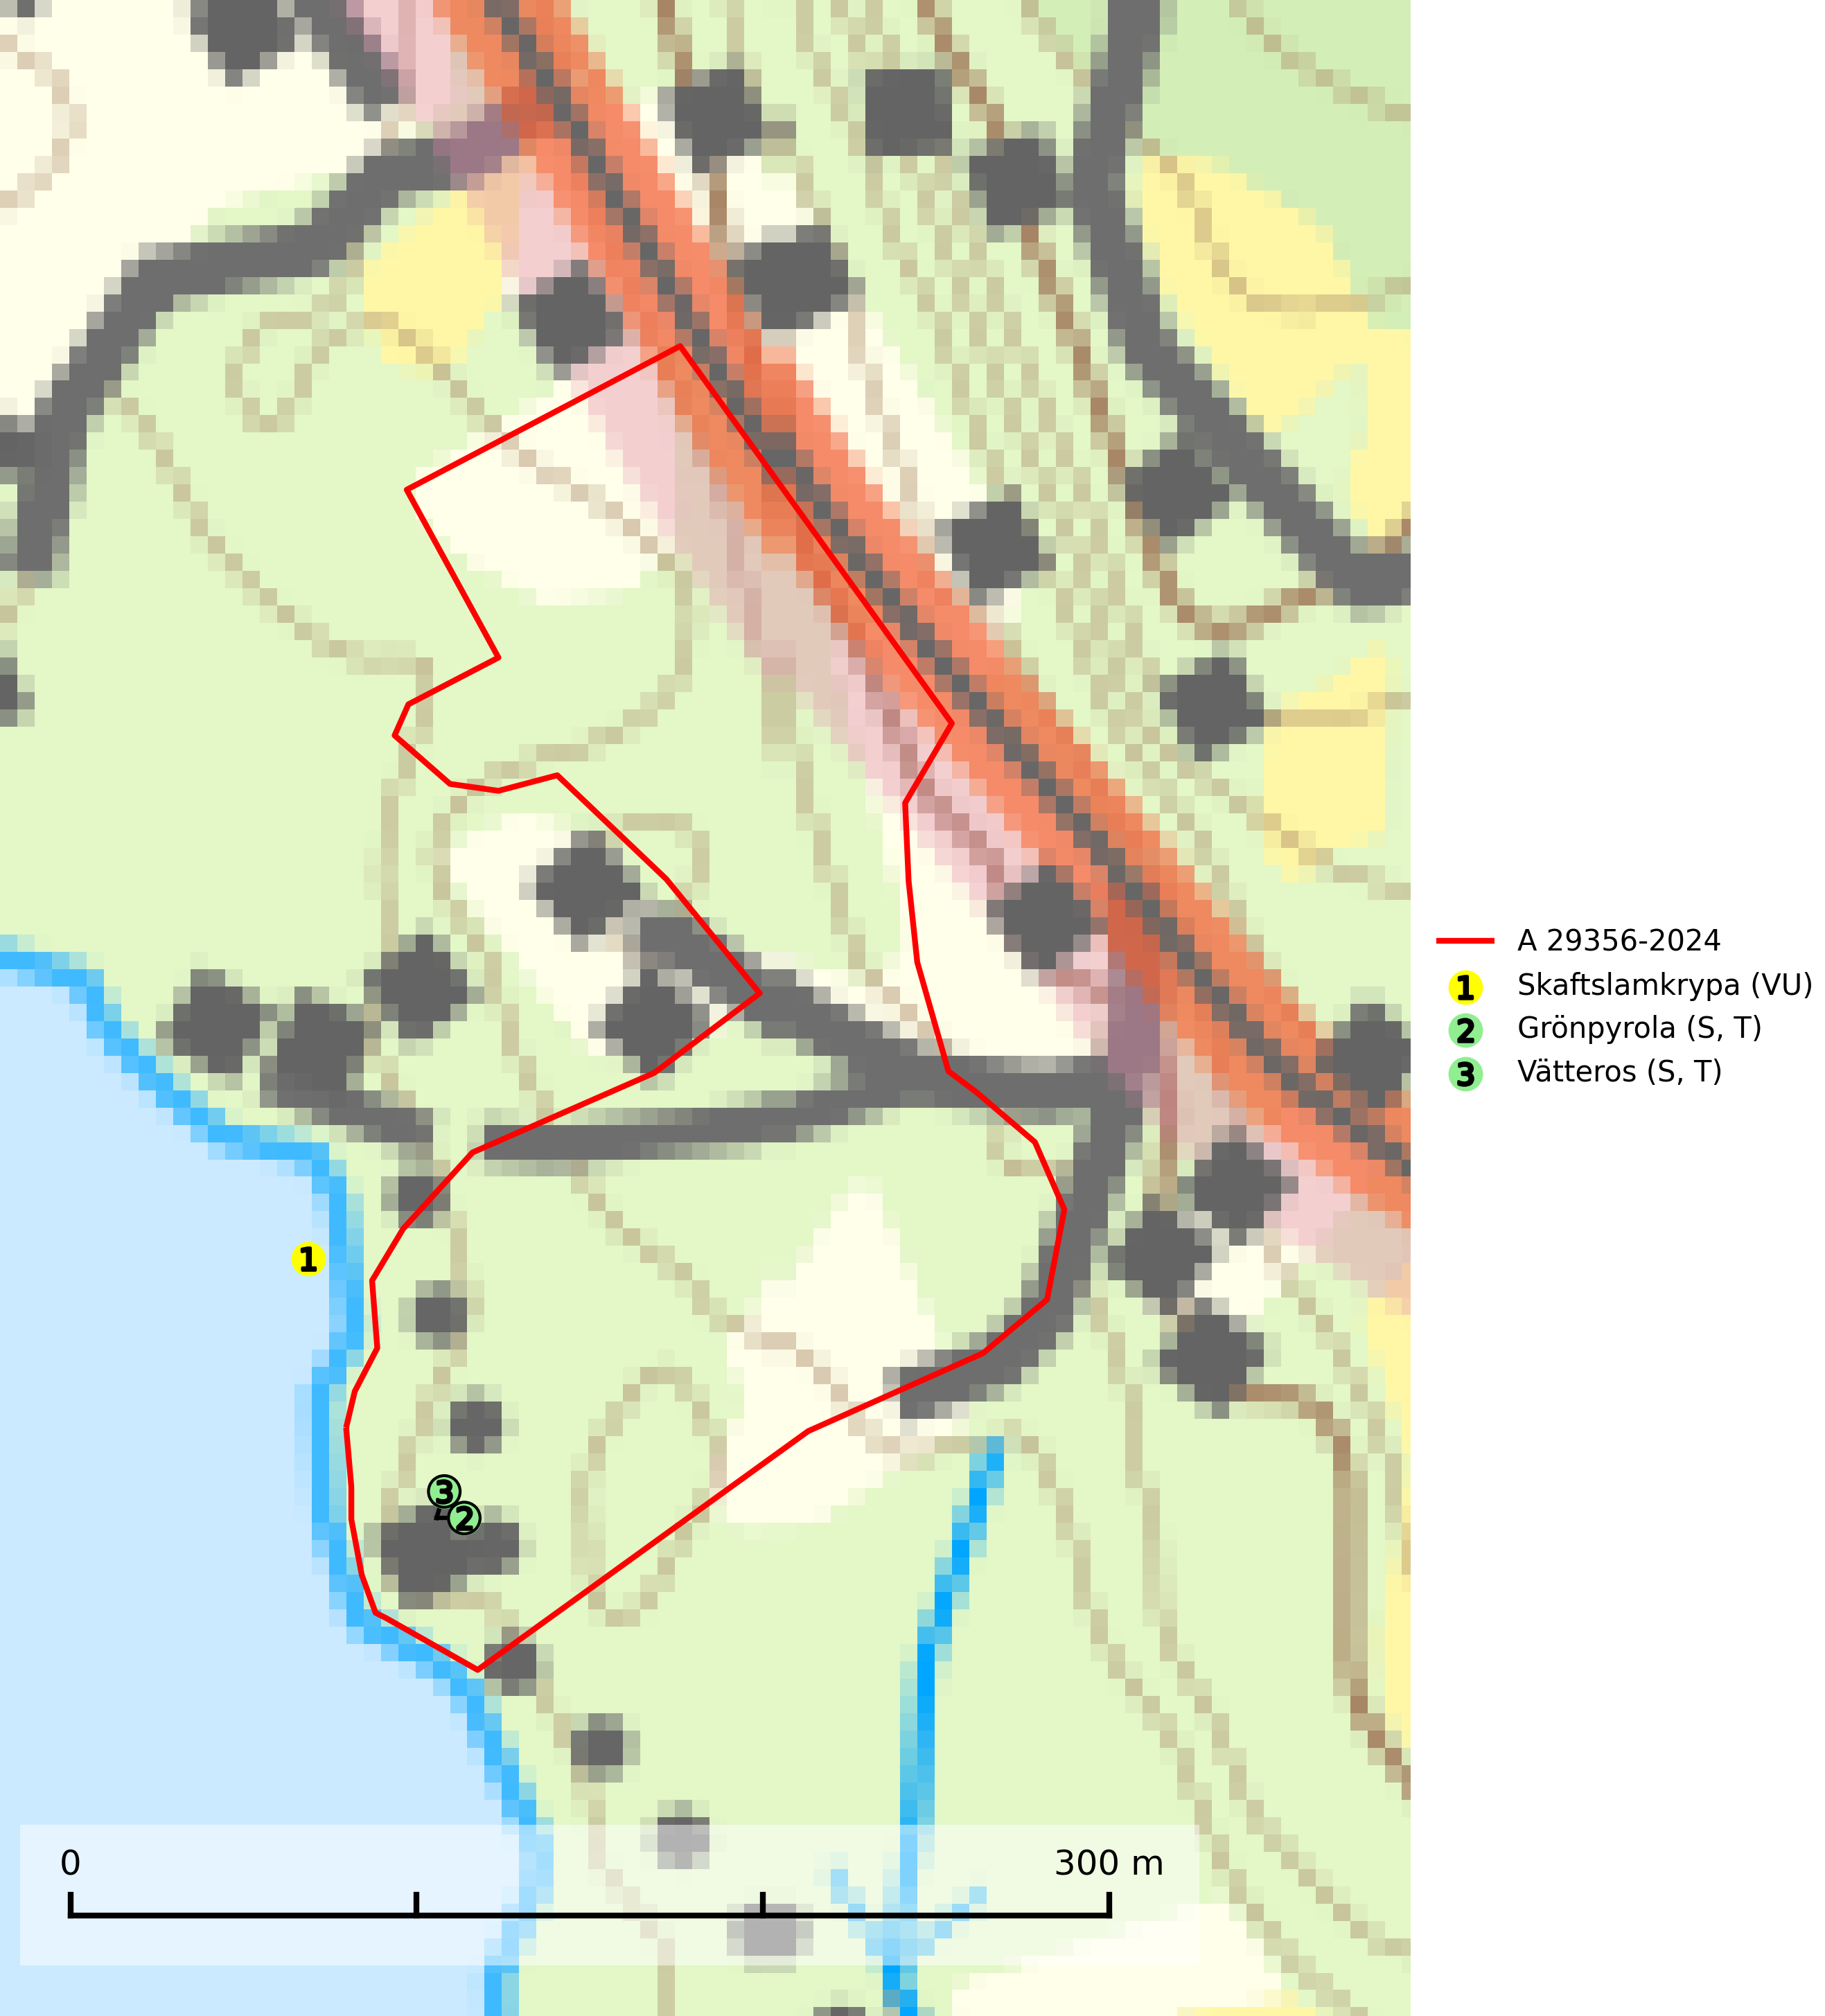 A 29356-2024
1 Skaftslamkrypa (VU)
2 Grönpyrola (S, T)
3 Vätteros (S, T)
1
3
2
0 300 m